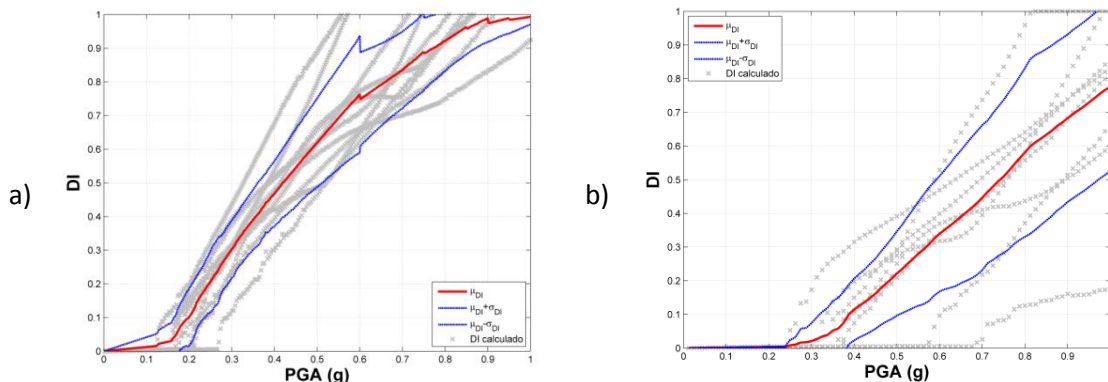 a)
DI
1
0.9
0.8
0.7
0.6
0.5
0.4
0.3
0.2
0.1
0
0 0.1 0.2 0.3 0.4 0.5 0.6 0.7 0.8 0.9 1
PGA (g)
μDI
μDI+σDI
μDI-σDI
DI calculado
b)
DI
1
0.9
0.8
0.7
0.6
0.5
0.4
0.3
0.2
0.1
0
0 0.1 0.2 0.3 0.4 0.5 0.6 0.7 0.8 0.9
PGA (g)
μDI
μDI+σDI
μDI-σDI
DI calculado